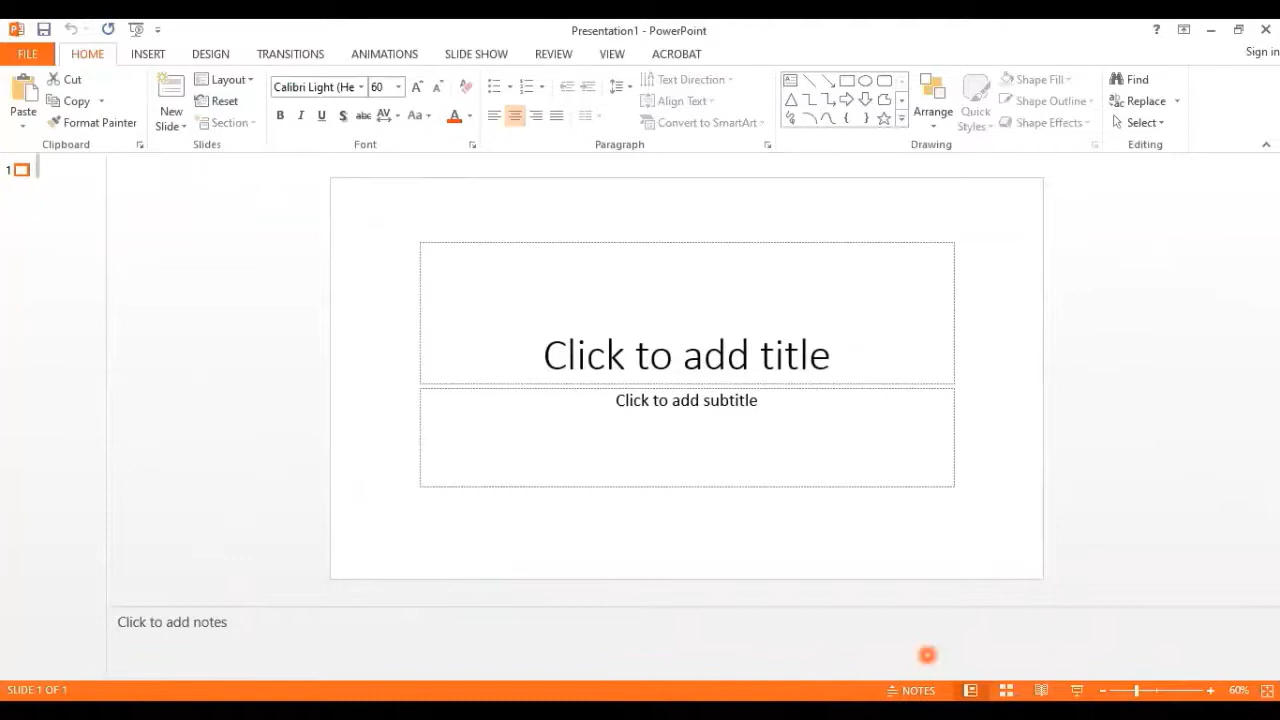 Presentation1 - PowerPoint
?
Sign in
FILE HOME INSERT DESIGN TRANSITIONS ANIMATIONS SLIDE SHOW REVIEW VIEW ACROBAT
Paste
Cut
Copy
Format Painter
Clipboard
New
Slide
Layout
Reset
Section
Slides
Calibri Light (He 60
B I U S abc AV Aa A
Font
Text Direction
Align Text
Convert to SmartArt
Paragraph
Arrange
Quick
Styles
Shape Fill
Shape Outline
Shape Effects
Drawing
Find
Replace
Select
Editing
1
Click to add title
Click to add subtitle
Click to add notes
SLIDE 1 OF 1
NOTES
60%